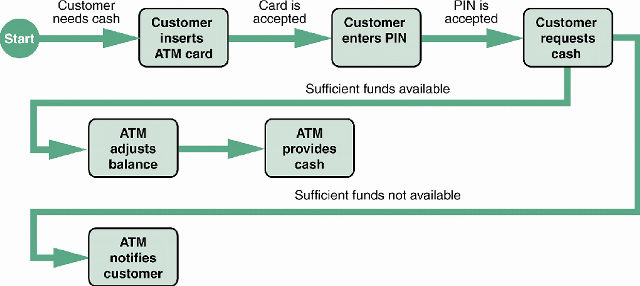 Customer
needs cash
Card is
accepted
PIN is
accepted
Start
Customer
inserts
ATM card
Customer
enters PIN
Customer
requests
cash
Sufficient funds available
ATM
adjusts
balance
ATM
provides
cash
Sufficient funds not available
ATM
notifies
customer